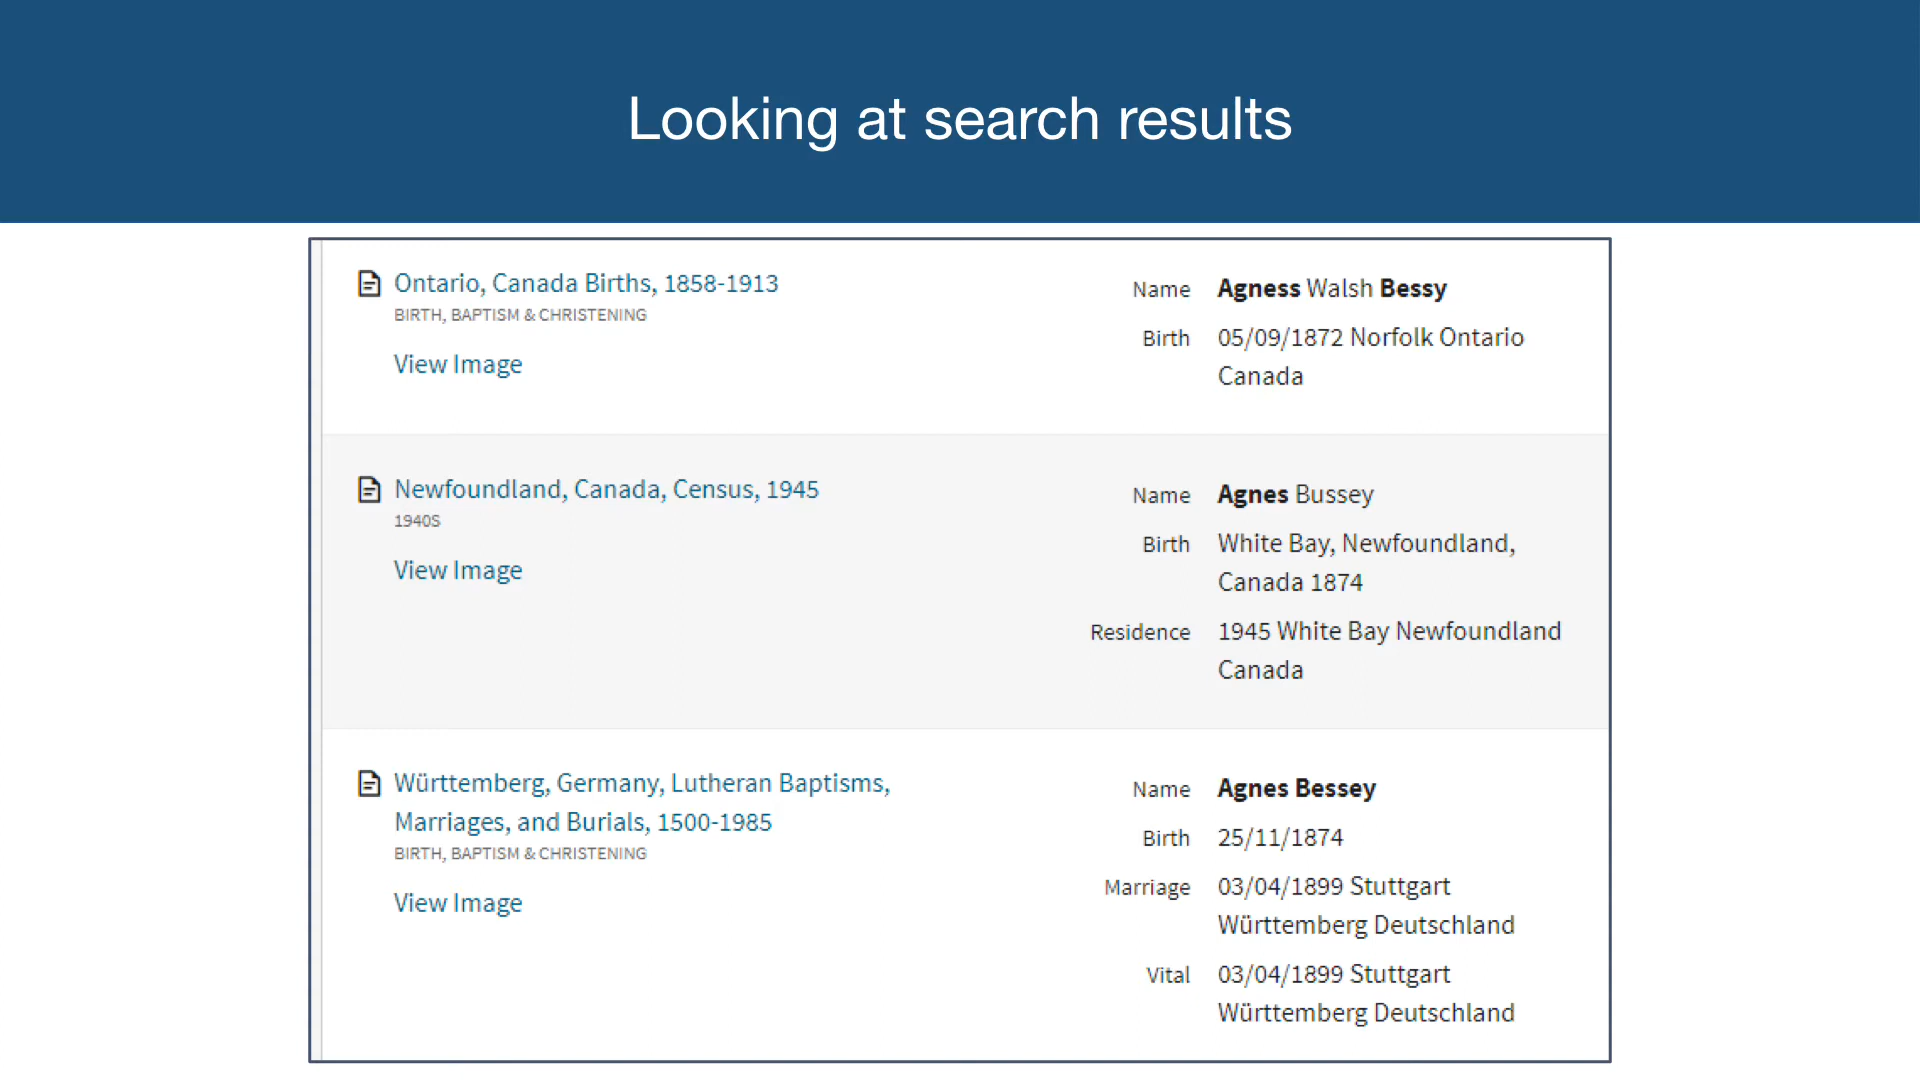 Looking at search results
Ontario, Canada Births, 1858-1913
BIRTH, BAPTISM & CHRISTENING
View Image
Name Agness Walsh Bessy
Birth 05/09/1872 Norfolk Ontario
Canada
Newfoundland, Canada, Census, 1945
1940S
View Image
Name Agnes Bussey
Birth White Bay, Newfoundland,
Canada 1874
Residence 1945 White Bay Newfoundland
Canada
Württemberg, Germany, Lutheran Baptisms,
Marriages, and Burials, 1500-1985
BIRTH, BAPTISM & CHRISTENING
View Image
Name Agnes Bessey
Birth 25/11/1874
Marriage 03/04/1899 Stuttgart
Württemberg Deutschland
Vital 03/04/1899 Stuttgart
Württemberg Deutschland